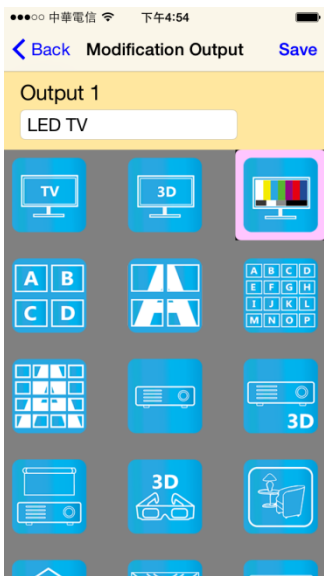 中華電信 下午4:54
Back Modification Output Save
Output 1
LED TV
TV 3D
A B
C D
A B C D
E F G H
I J K L
M N O P
3D
3D